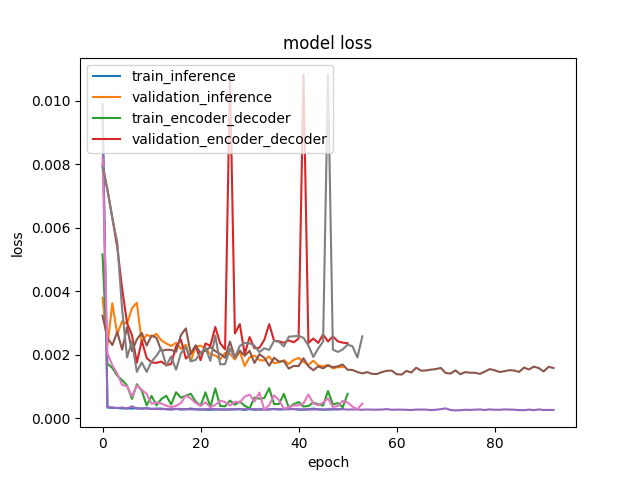 model loss
train_inference
validation_inference
train_encoder_decoder
validation_encoder_decoder
0.010
0.008
0.006
0.004
0.002
0.000
loss
0 20 40 60 80
epoch